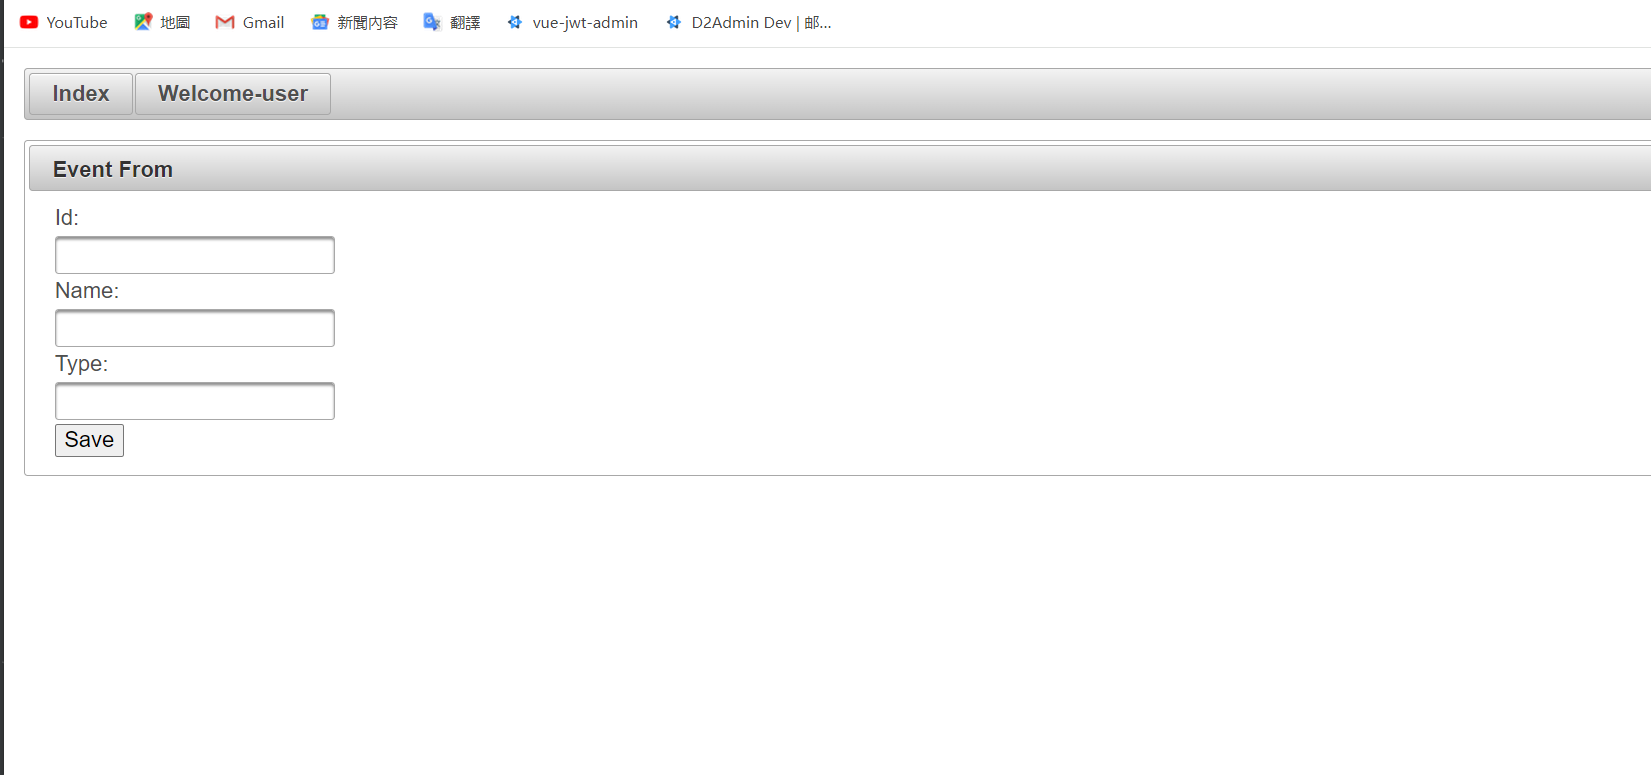 YouTube 地圖 Gmail 新聞內容 翻譯 vue-jwt-admin D2Admin Dev | 邮...
Index Welcome-user
Event From
Id:
Name:
Type:
Save